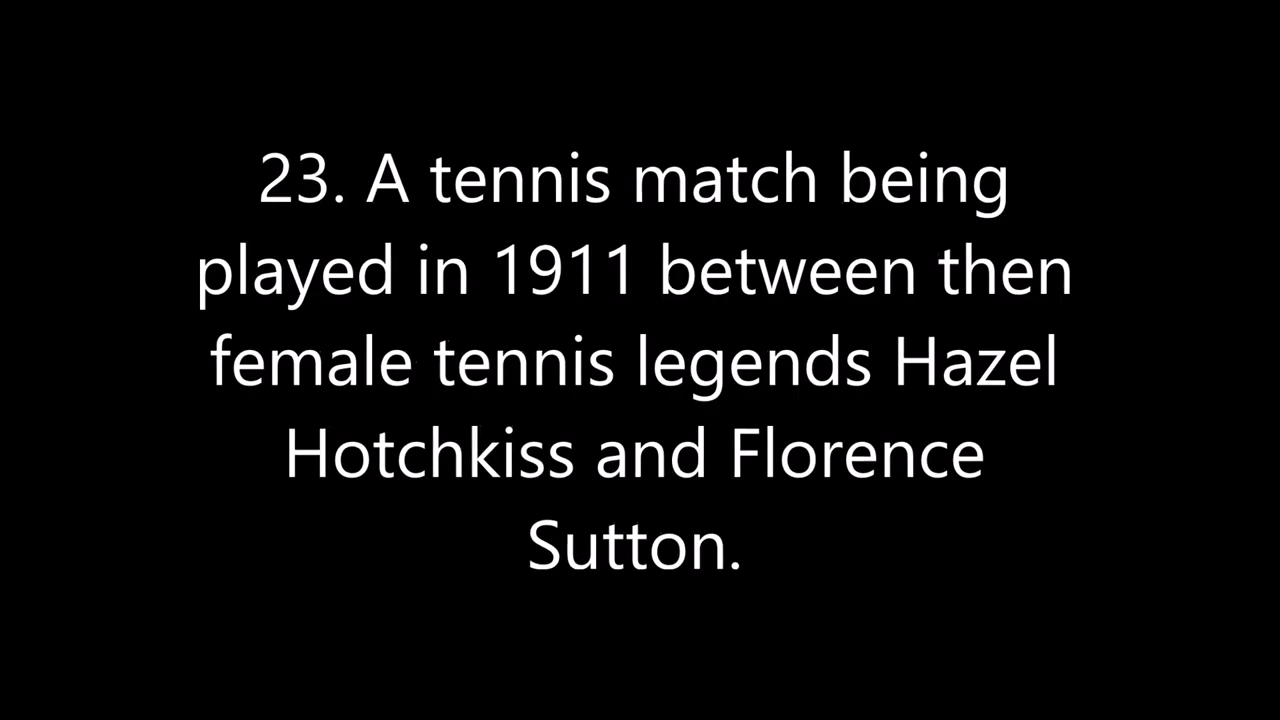 23. A tennis match being
played in 1911 between then
female tennis legends Hazel
Hotchkiss and Florence
Sutton.